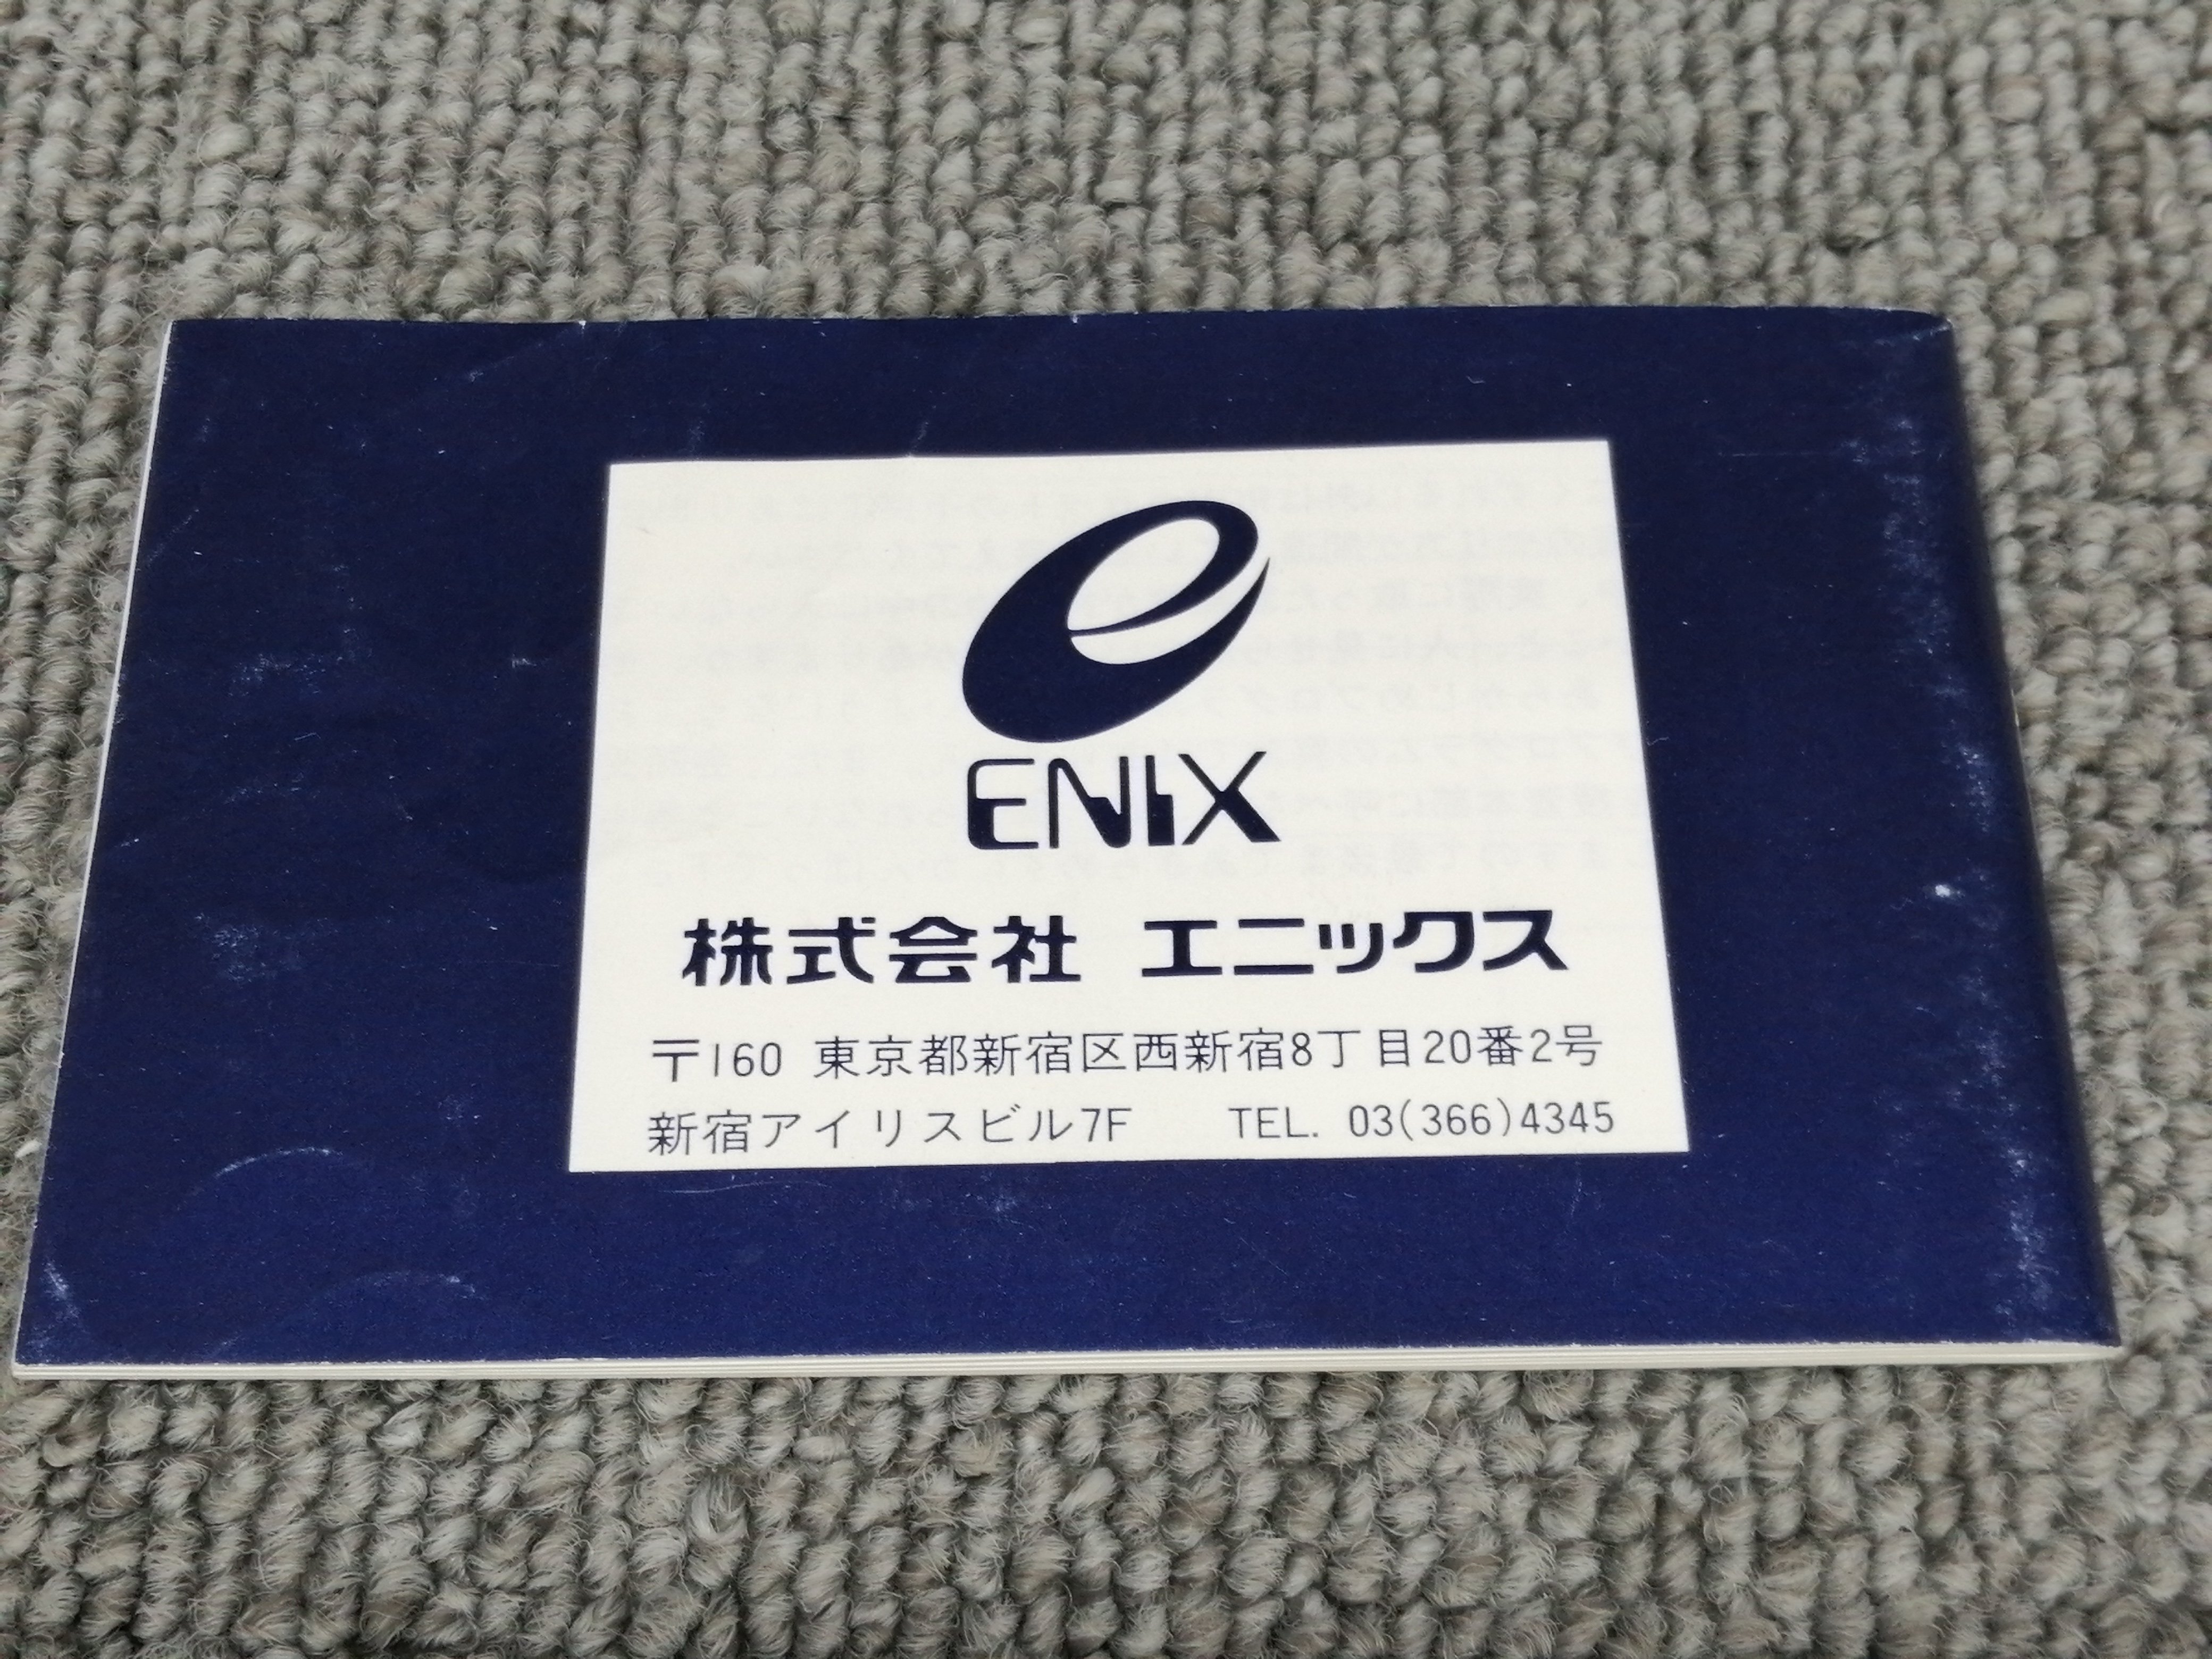 ENIX
株式会社 エニックス
〒160 東京都新宿区西新宿8丁目20番2号
新宿アイリスビル7F TEL. 03(366)4345